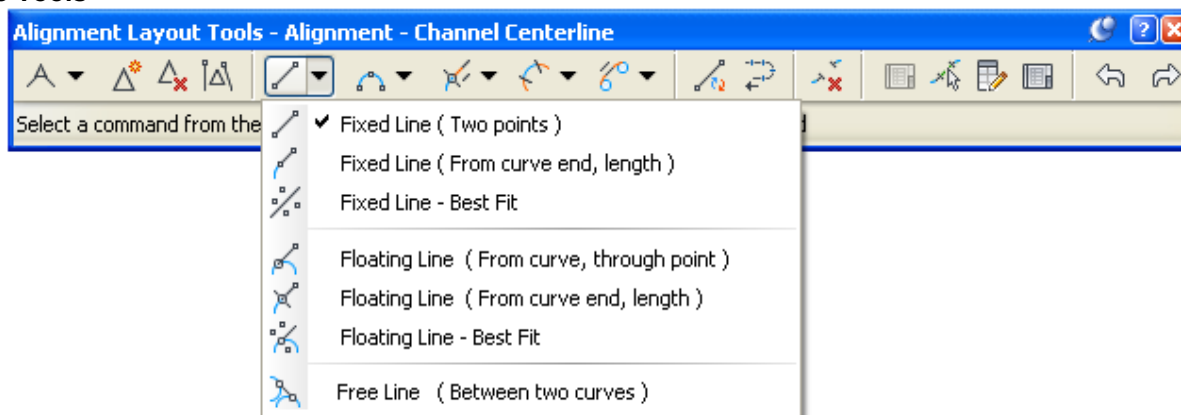 Tools
Alignment Layout Tools - Alignment - Channel Centerline
Select a command from the
Fixed Line ( Two points )
Fixed Line ( From curve end, length )
Fixed Line - Best Fit
Floating Line ( From curve, through point )
Floating Line ( From curve end, length )
Floating Line - Best Fit
Free Line ( Between two curves )